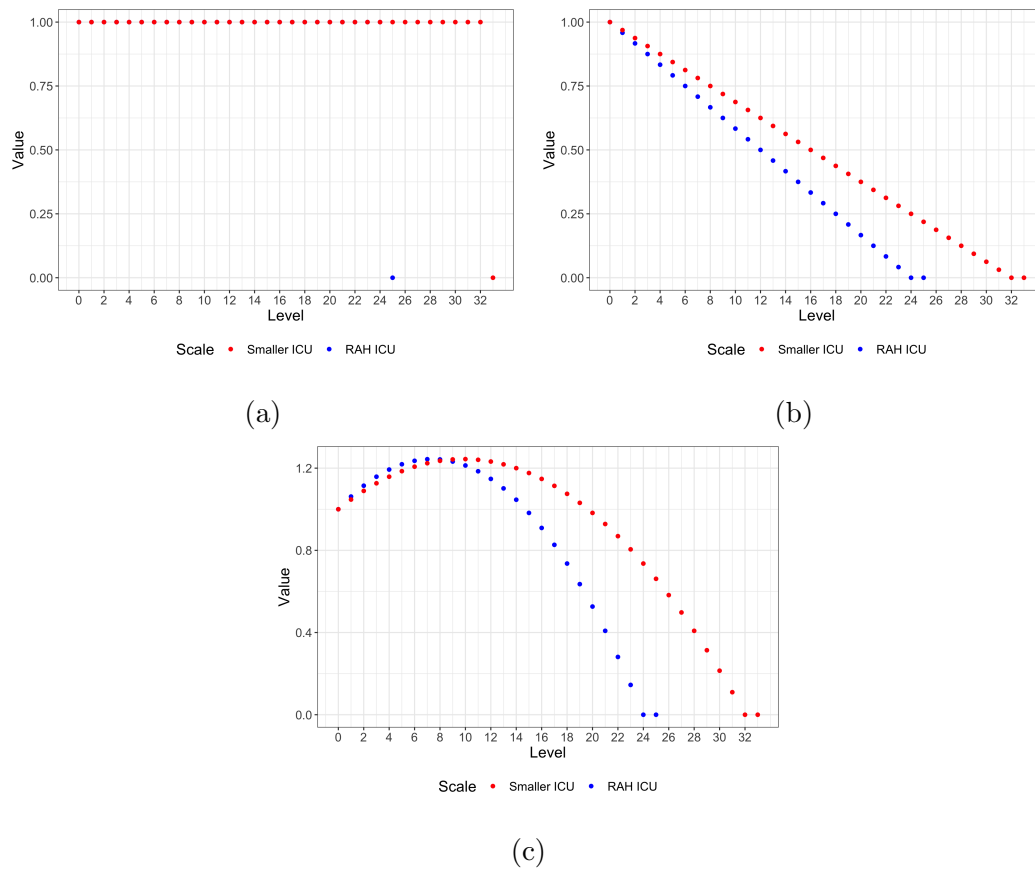 1.00
0.75
0.50
0.25
0.00
Value
0 2 4 6 8 10 12 14 16 18 20 22 24 26 28 30 32
Level
Scale Smaller ICU RAH ICU
(a)
1.00
0.75
0.50
0.25
0.00
Value
0 2 4 6 8 10 12 14 16 18 20 22 24 26 28 30 32
Level
Scale Smaller ICU RAH ICU
(b)
1.2
0.8
0.4
0.0
Value
0 2 4 6 8 10 12 14 16 18 20 22 24 26 28 30 32
Level
Scale Smaller ICU RAH ICU
(c)